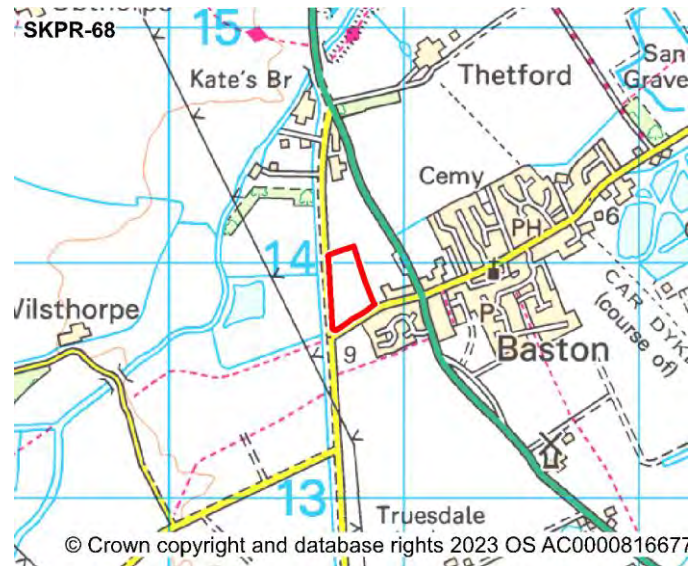 SKPR-68
15
Kate's Br
Thetford
San
Grave
Cemy
PH
6
14
Wilsthorpe
CAR DYKE
(course of)
P
9
Baston
13
Truesdale
© Crown copyright and database rights 2023 OS AC0000816677